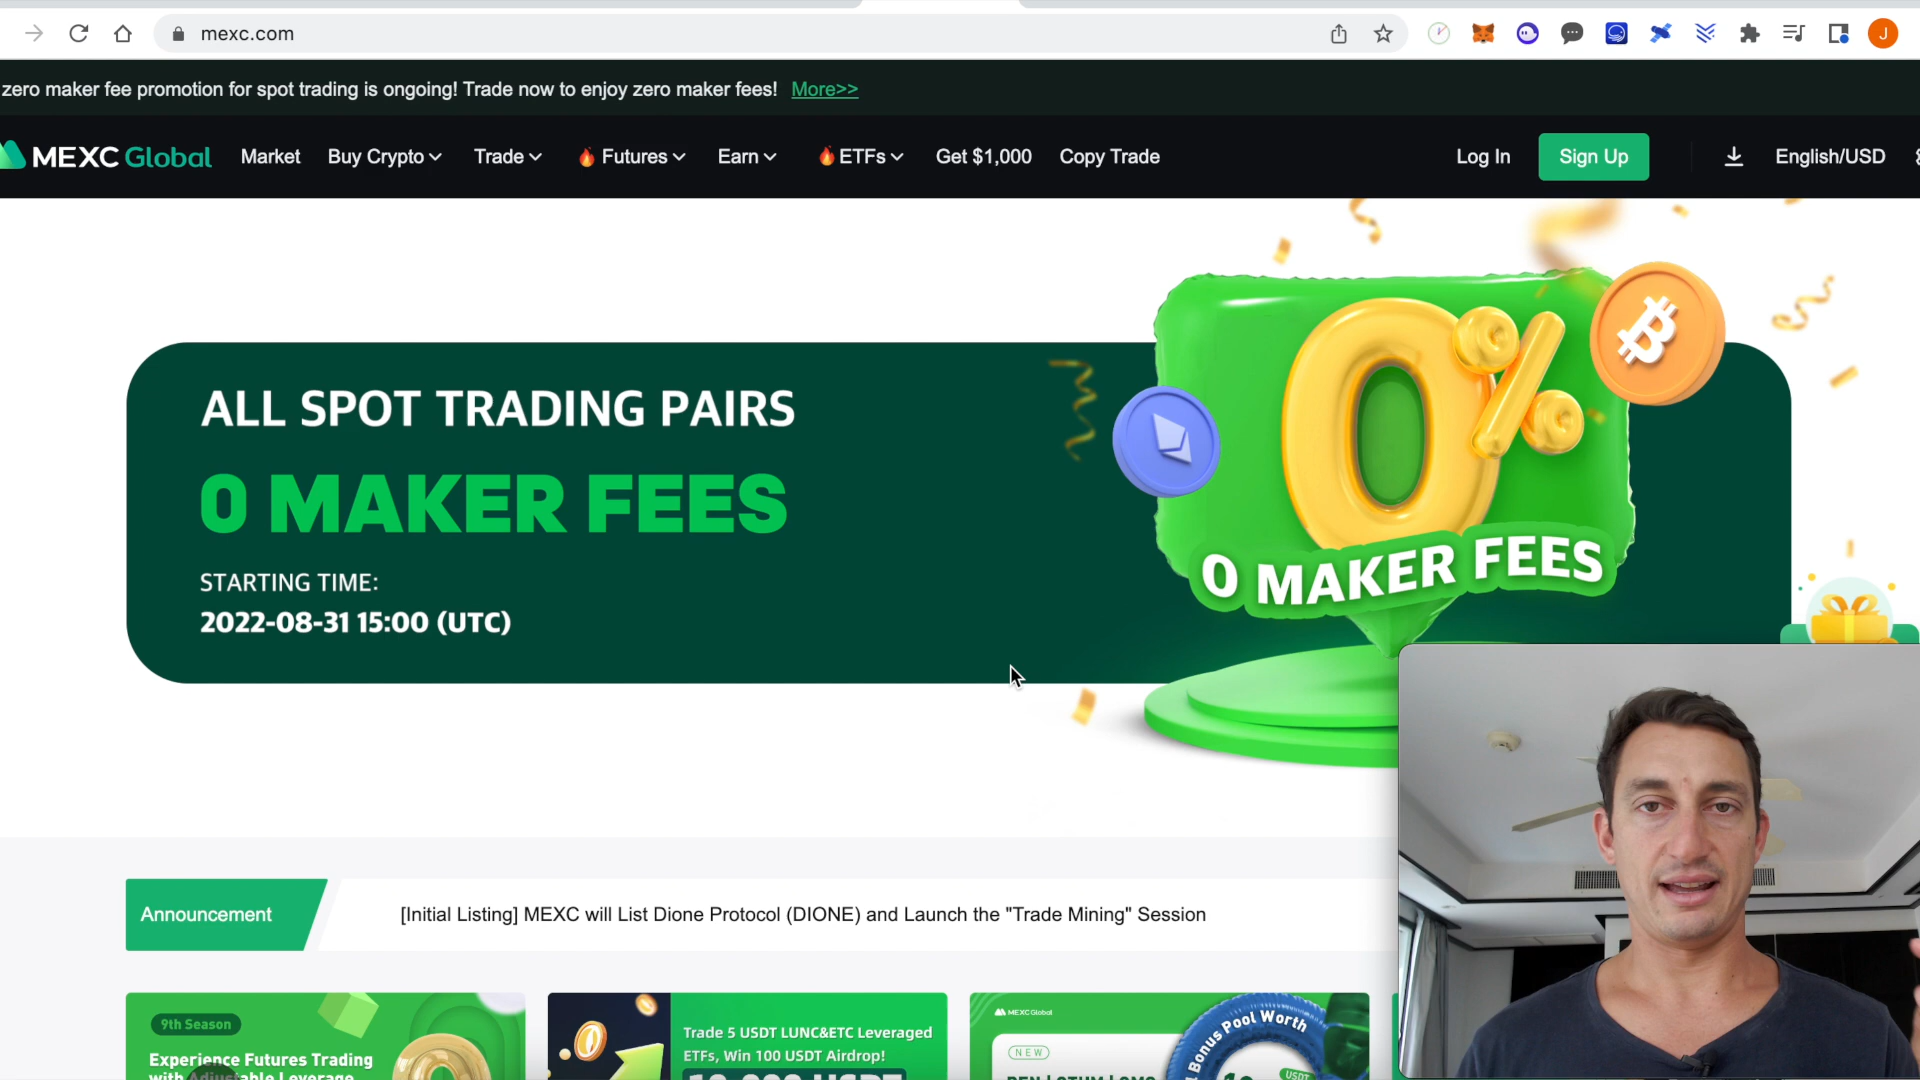 mexc.com
J
zero maker fee promotion for spot trading is ongoing! Trade now to enjoy zero maker fees! More>>
MEXC Global Market Buy Crypto Trade Futures Earn ETFs Get $1,000 Copy Trade Log In Sign Up English/USD
ALL SPOT TRADING PAIRS
0 MAKER FEES
STARTING TIME:
2022-08-31 15:00 (UTC)
0%
0 MAKER FEES
Announcement
[Initial Listing] MEXC will List Dione Protocol (DIONE) and Launch the "Trade Mining" Session
9th Season
Experience Futures Trading
with Adjustable Leverage
Trade 5 USDT LUNC&ETC Leveraged
ETFs, Win 100 USDT Airdrop!
MEXC Global
NEW
Bonus Pool Worth
USDT